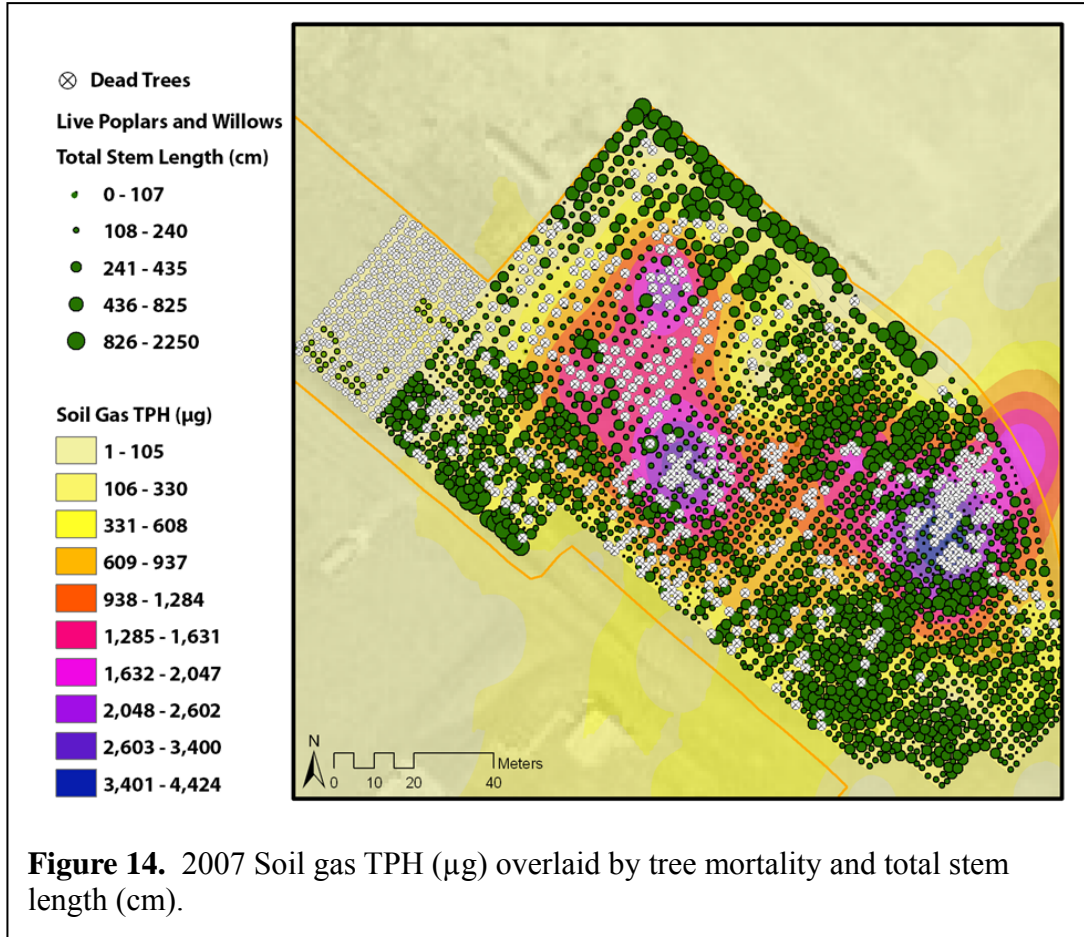 Dead Trees
Live Poplars and Willows
Total Stem Length (cm)
0 - 107
108 - 240
241 - 435
436 - 825
826 - 2250
Soil Gas TPH (µg)
1 - 105
106 - 330
331 - 608
609 - 937
938 - 1,284
1,285 - 1,631
1,632 - 2,047
2,048 - 2,602
2,603 - 3,400
3,401 - 4,424
N
Meters
0 10 20 40
Figure 14. 2007 Soil gas TPH (µg) overlaid by tree mortality and total stem
length (cm).